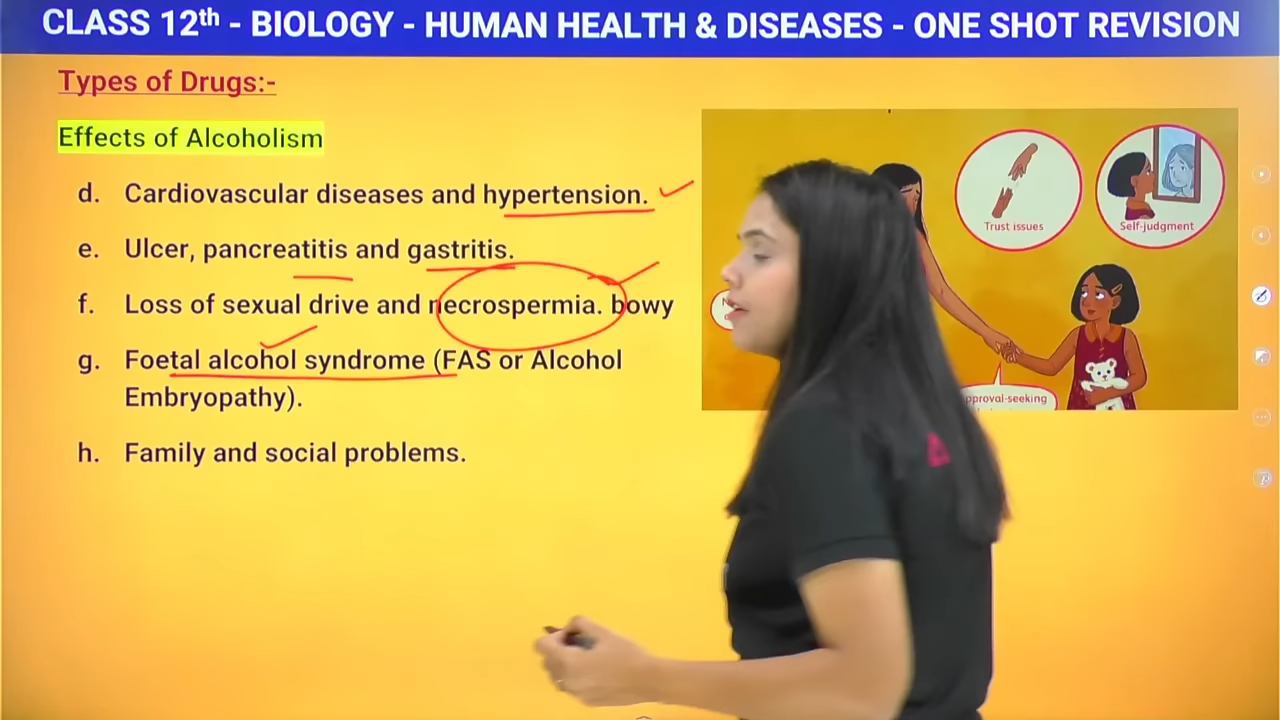 CLASS 12th - BIOLOGY - HUMAN HEALTH & DISEASES - ONE SHOT REVISION
Types of Drugs:-
Effects of Alcoholism
d. Cardiovascular diseases and hypertension.
e. Ulcer, pancreatitis and gastritis.
f. Loss of sexual drive and necrospermia. bowy
g. Foetal alcohol syndrome (FAS or Alcohol
Embryopathy).
h. Family and social problems.
Trust issues
Self-judgment